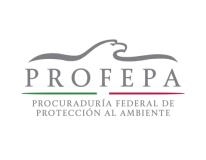 PROFEPA
PROCURADURÍA FEDERAL DE
PROTECCIÓN AL AMBIENTE